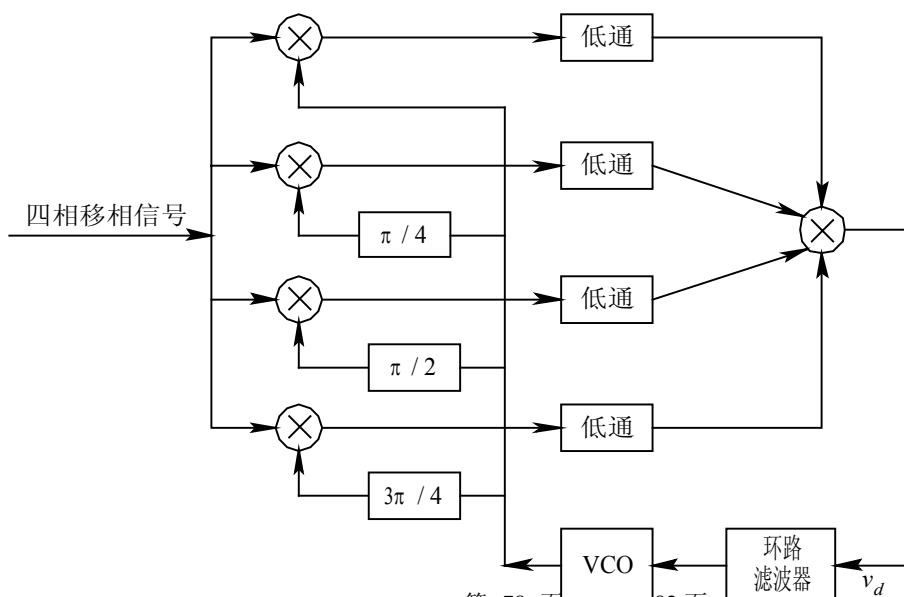 低通
低通
四相移相信号
π / 4
低通
π / 2
低通
3π / 4
VCO
环路
滤波器
v_d